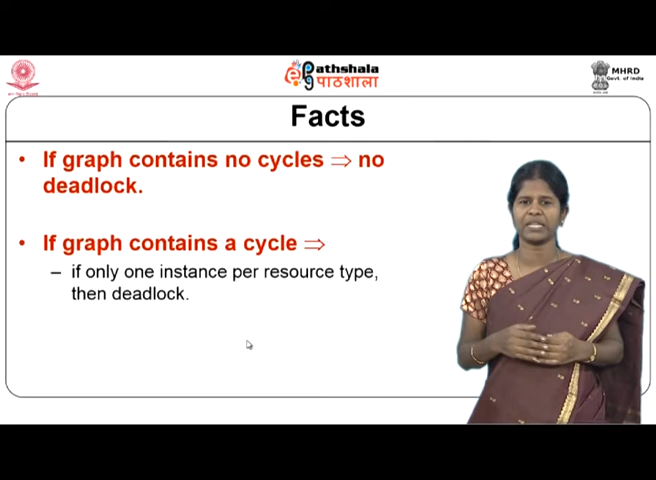 Pathshala
पाठशाला
MHRD
Govt. of India
Facts
• If graph contains no cycles ⇒ no
deadlock.
• If graph contains a cycle ⇒
– if only one instance per resource type,
then deadlock.